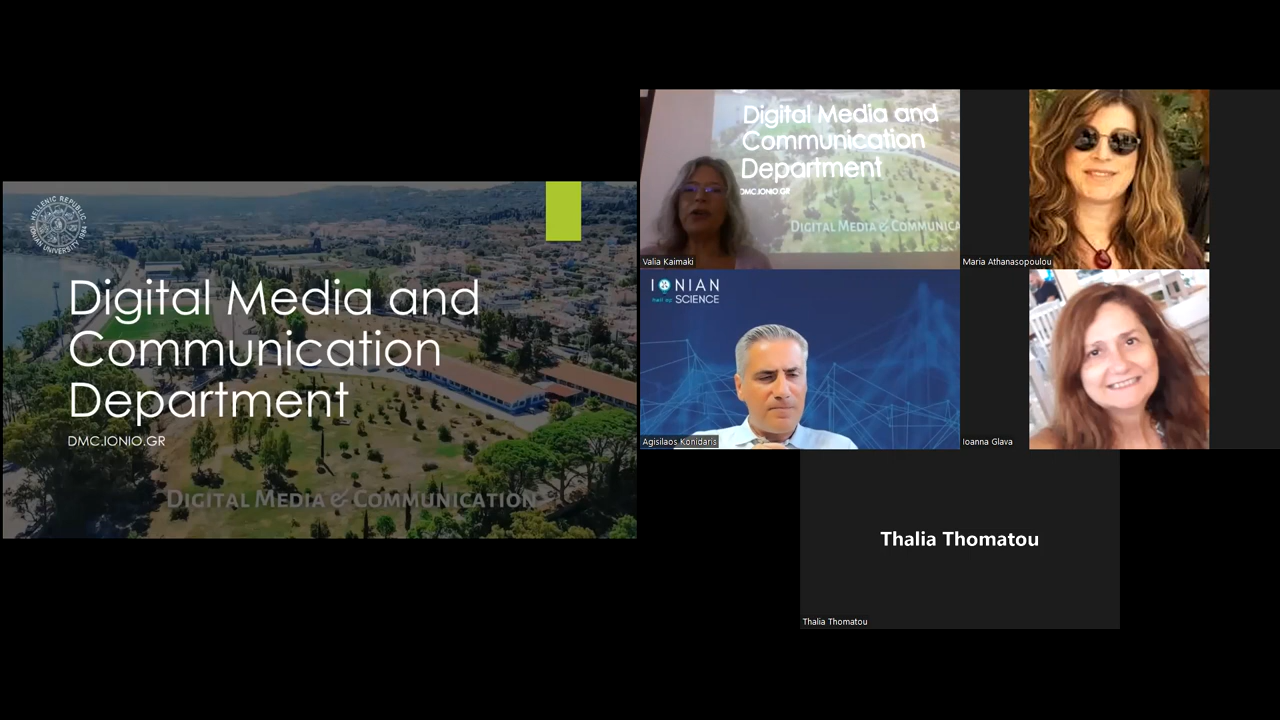 HELLENIC REPUBLIC
IONIAN UNIVERSITY 1984
Digital Media and
Communication
Department
DMC.IONIO.GR
DIGITAL MEDIA & COMMUNICATION
Digital Media and
Communication
Department
DMC.IONIO.GR
DIGITAL MEDIA & COMMUNICA
Valia Kaimaki
Maria Athanasopoulou
IONIAN
SCIENCE
Agisilaos Konidaris
Ioanna Glava
Thalia Thomatou
Thalia Thomatou